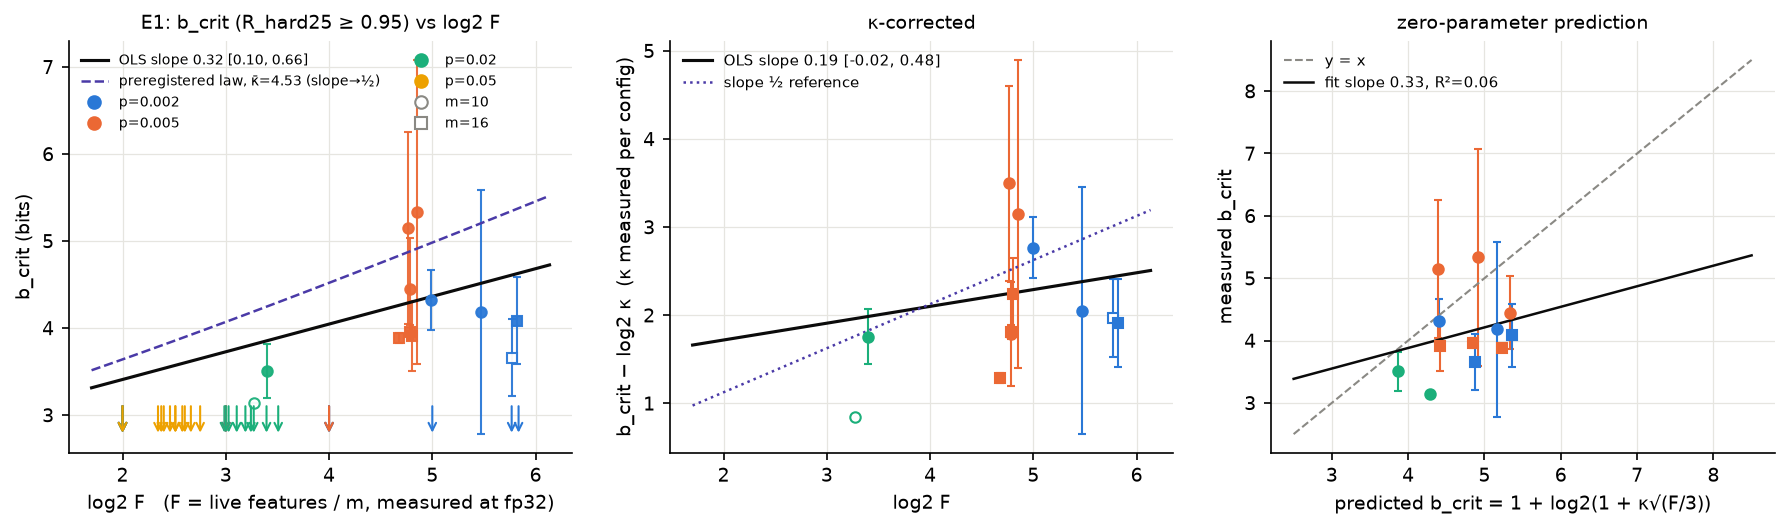 E1: b_crit (R_hard25 ≥ 0.95) vs log2 F
OLS slope 0.32 [0.10, 0.66]
preregistered law, κ̄=4.53 (slope→½)
p=0.002
p=0.005
p=0.02
p=0.05
m=10
m=16
b_crit (bits)
7
6
5
4
3
2
3
4
5
6
log2 F (F = live features / m, measured at fp32)
κ-corrected
OLS slope 0.19 [-0.02, 0.48]
slope ½ reference
b_crit − log2 κ (κ measured per config)
5
4
3
2
1
2
3
4
5
6
log2 F
zero-parameter prediction
y = x
fit slope 0.33, R²=0.06
measured b_crit
8
7
6
5
4
3
3
4
5
6
7
8
predicted b_crit = 1 + log2(1 + κ√(F/3))